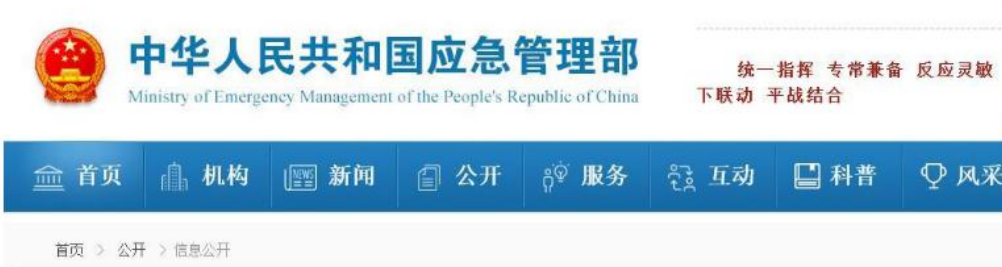 中华人民共和国应急管理部
Ministry of Emergency Management of the People's Republic of China
统一指挥 专常兼备 反应灵敏
下联动 平战结合
首页 机构 NEWS 新闻 公开 服务 互动 科普 风采
首页 > 公开 > 信息公开